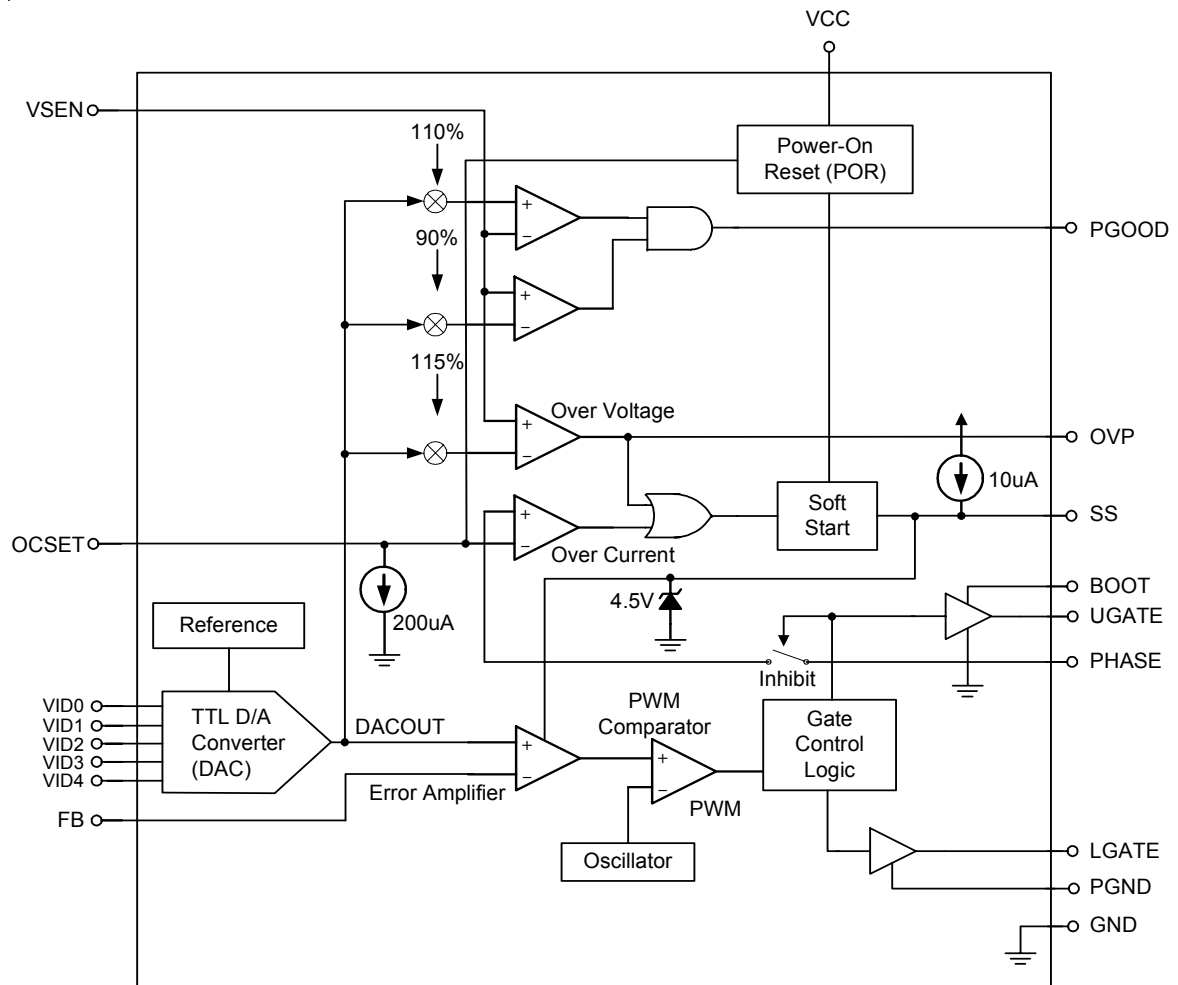 VCC
VSEN
110%
Power-On
Reset (POR)
+
−
PGOOD
90%
+
−
115%
Over Voltage
+
−
OVP
10uA
Soft
Start
SS
+
−
Over Current
OCSET
200uA
4.5V
BOOT
UGATE
Reference
PHASE
Inhibit
VID0
VID1
VID2
VID3
VID4
TTL D/A
Converter
(DAC)
DACOUT
+
−
Error Amplifier
PWM
Comparator
+
−
PWM
Gate
Control
Logic
FB
Oscillator
LGATE
PGND
GND